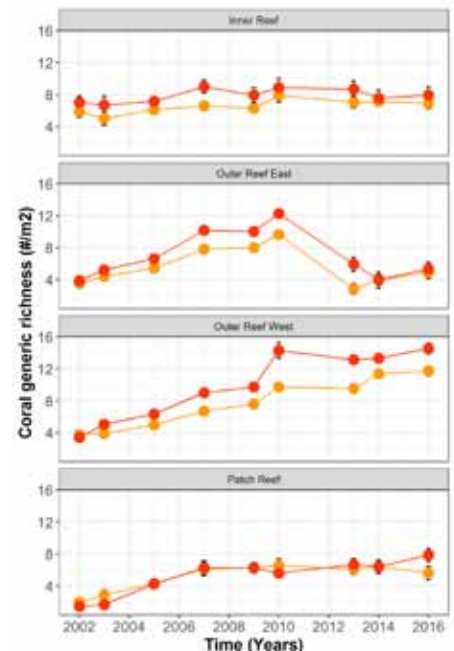 Inner Reef
16
12
8
4
Outer Reef East
16
12
8
4
Outer Reef West
16
12
8
4
Patch Reef
16
12
8
4
Coral generic richness (#/m2)
2002 2004 2006 2008 2010 2012 2014 2016
Time (Years)